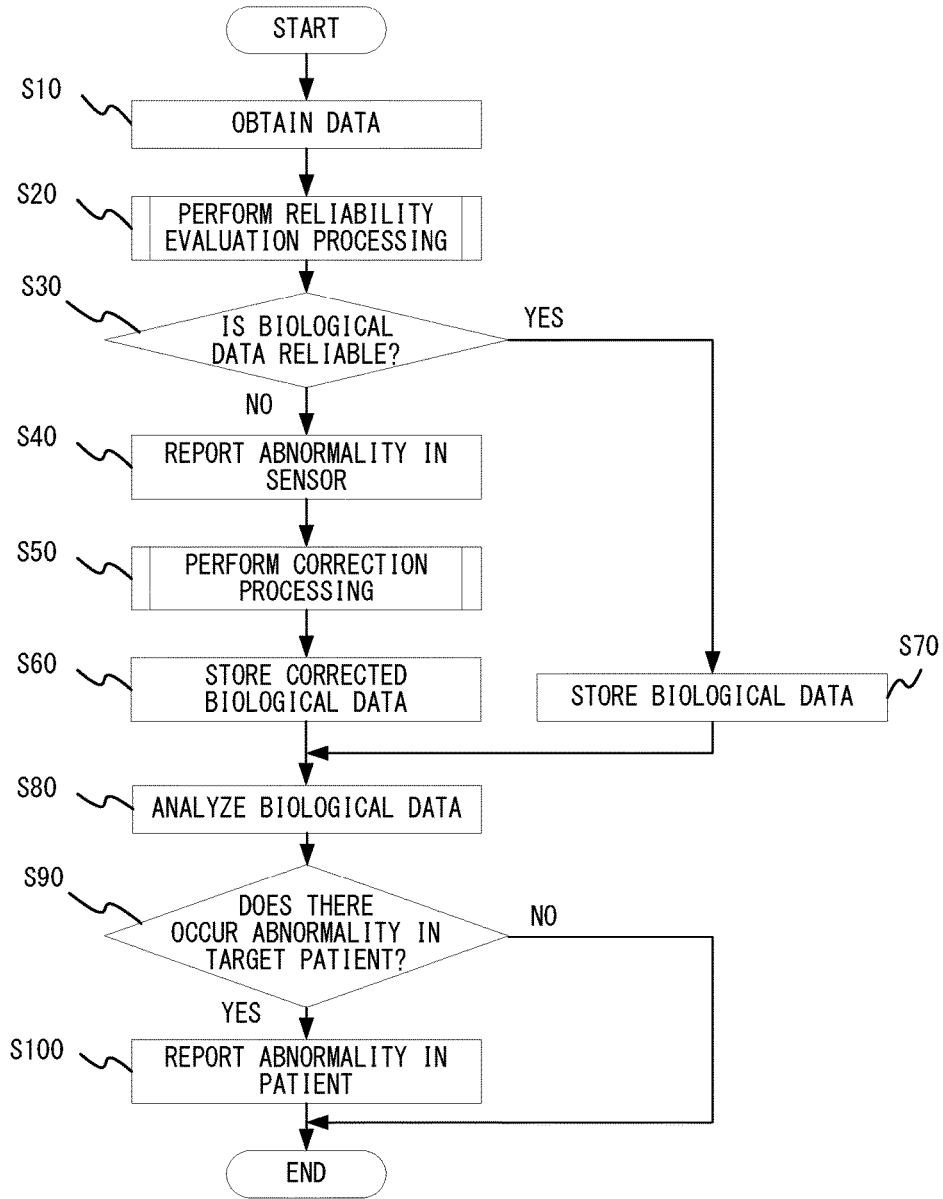 START
S10
OBTAIN DATA
S20
PERFORM RELIABILITY
EVALUATION PROCESSING
S30
IS BIOLOGICAL
DATA RELIABLE?
YES
NO
S40
REPORT ABNORMALITY IN
SENSOR
S50
PERFORM CORRECTION
PROCESSING
S60
STORE CORRECTED
BIOLOGICAL DATA
S70
STORE BIOLOGICAL DATA
S80
ANALYZE BIOLOGICAL DATA
S90
DOES THERE
OCCUR ABNORMALITY IN
TARGET PATIENT?
NO
YES
S100
REPORT ABNORMALITY IN
PATIENT
END